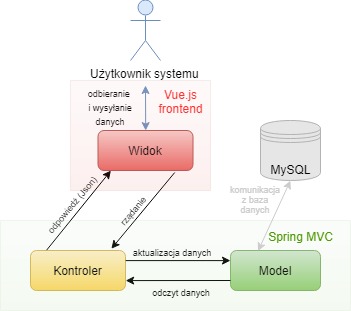 Użytkownik systemu
odbieranie
i wysyłanie
danych
Vue.js
frontend
Widok
MySQL
komunikacja
z baza
danych
odpowiedź (Json)
rządanie
Spring MVC
Kontroler
aktualizacja danych
Model
odczyt danych